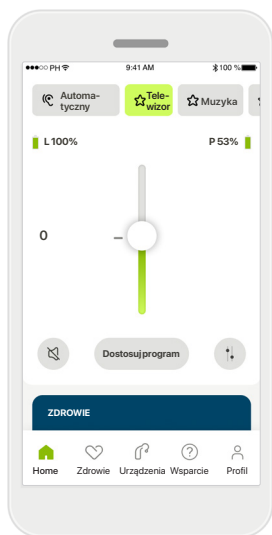 PH 9:41 AM 100 %
Automa-
tyczny
Tele-
wizor
Muzyka
L 100% P 53%
0
Dostosuj program
ZDROWIE
Home Zdrowie Urządzenia Wsparcie Profil